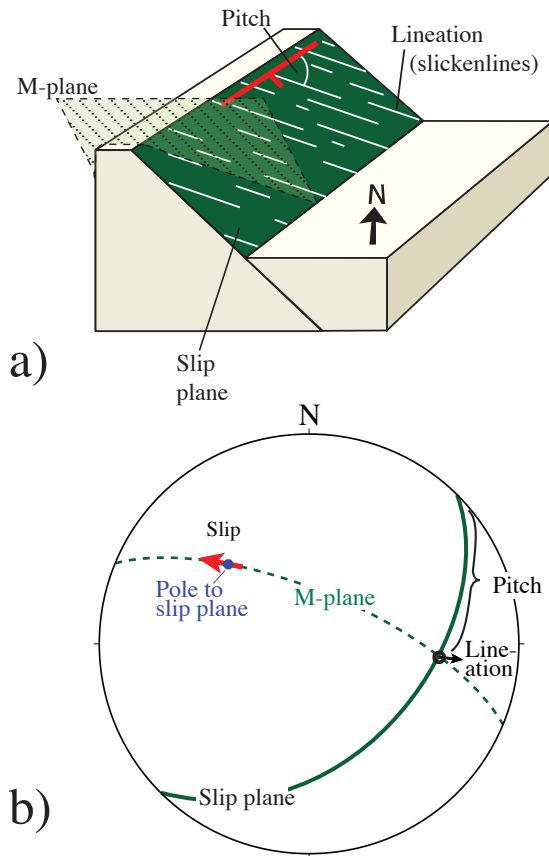 Pitch
Lineation
(slickenlines)
M-plane
N
Slip
plane
a)
N
Slip
Pole to
slip plane
M-plane
Pitch
Line-
ation
Slip plane
b)